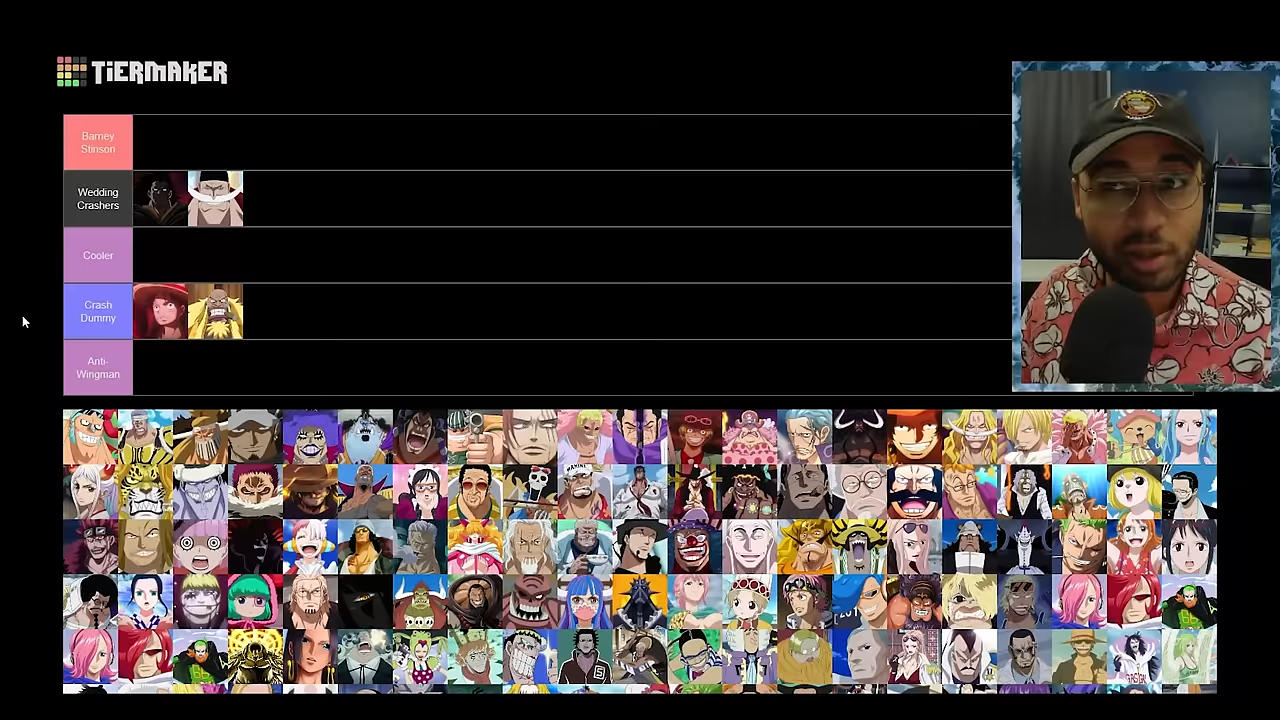 TiERMAKER
Barney
Stinson
Wedding
Crashers
Cooler
Crash
Dummy
Anti-
Wingman